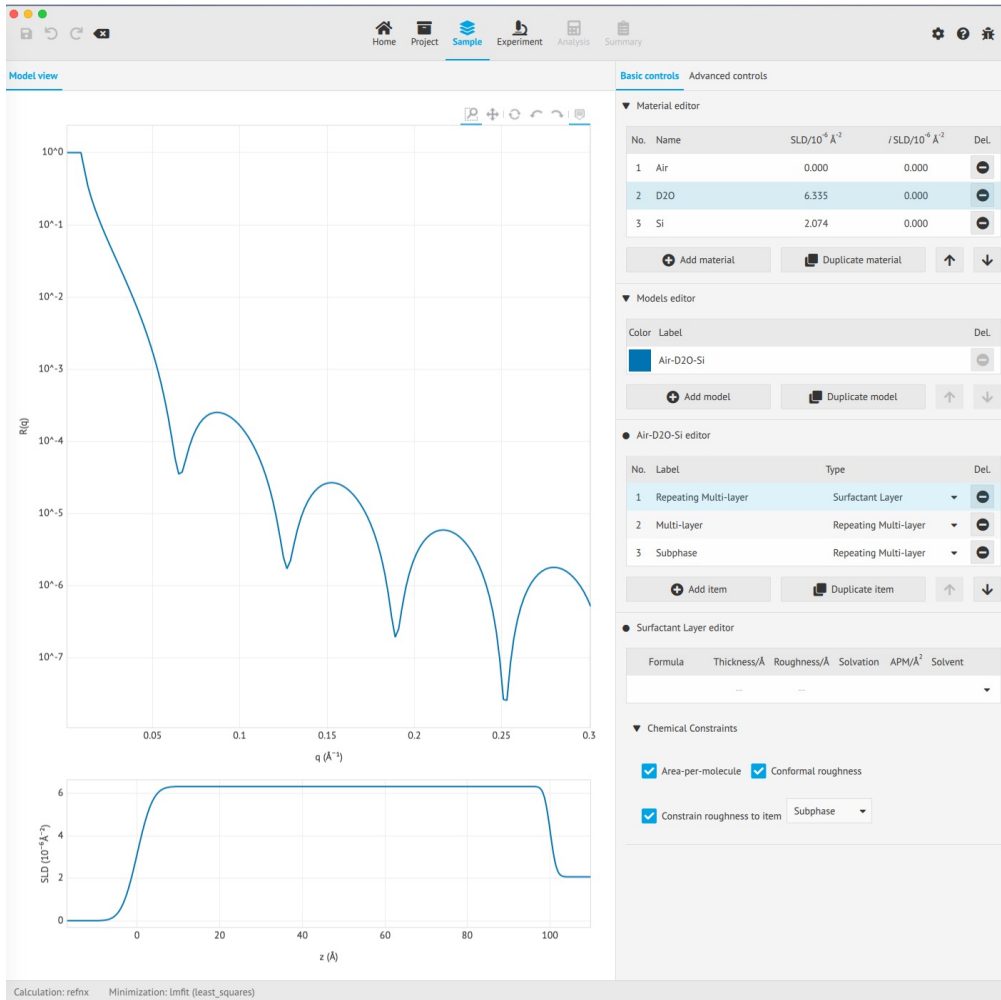 Home Project Sample Experiment Analysis Summary
Model view
Basic controls Advanced controls
10^0
10^-1
10^-2
10^-3
10^-4
10^-5
10^-6
10^-7
R(q)
0.05 0.1 0.15 0.2 0.25 0.3
q (Å⁻¹)
6
4
2
0
SLD (10⁻⁶Å⁻²)
0 20 40 60 80 100
z (Å)
Material editor
No. Name SLD/10⁻⁶ Å⁻² i SLD/10⁻⁶ Å⁻² Del.
1 Air 0.000 0.000
2 D2O 6.335 0.000
3 Si 2.074 0.000
Add material Duplicate material
Models editor
Color Label Del.
Air-D2O-Si
Add model Duplicate model
Air-D2O-Si editor
No. Label Type Del.
1 Repeating Multi-layer Surfactant Layer
2 Multi-layer Repeating Multi-layer
3 Subphase Repeating Multi-layer
Add item Duplicate item
Surfactant Layer editor
Formula Thickness/Å Roughness/Å Solvation APM/Å² Solvent
-- --
Chemical Constraints
Area-per-molecule Conformal roughness
Constrain roughness to item Subphase
Calculation: refnx Minimization: lmfit (least_squares)